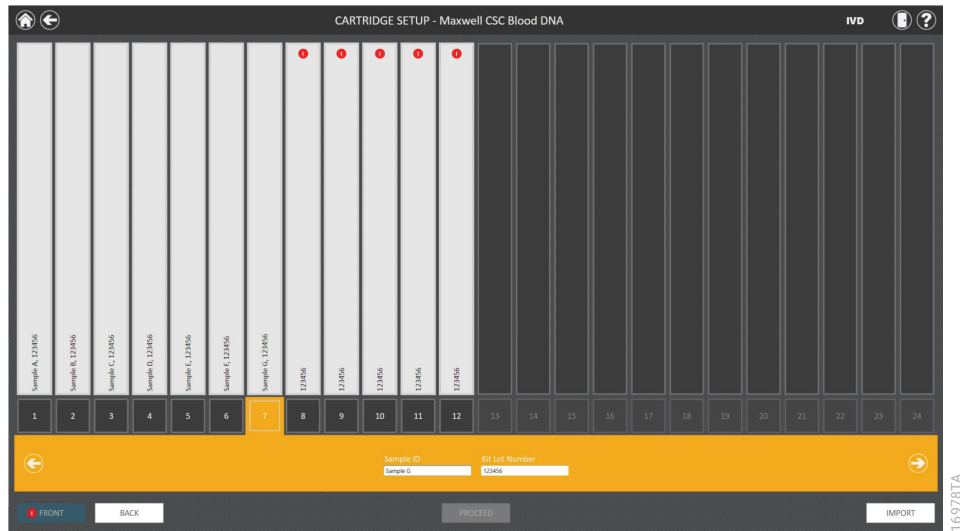 CARTRIDGE SETUP - Maxwell CSC Blood DNA
IVD
?
! ! ! ! !
Sample A, 123456
Sample B, 123456
Sample C, 123456
Sample D, 123456
Sample E, 123456
Sample F, 123456
Sample G, 123456
123456
123456
123456
123456
123456
1 2 3 4 5 6 7 8 9 10 11 12 13 14 15 16 17 18 19 20 21 22 23 24
Sample ID Kit Lot Number
Sample G 123456
! FRONT BACK PROCEED IMPORT
16978TA